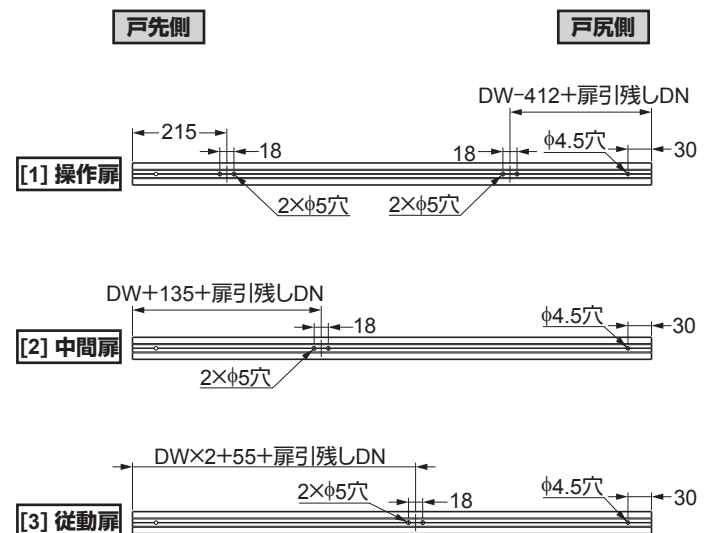 戸先側
戸尻側
DW-412+扉引残しDN
215
18
18
φ4.5穴
30
[1] 操作扉
2×φ5穴
2×φ5穴
DW+135+扉引残しDN
18
φ4.5穴
30
[2] 中間扉
2×φ5穴
DW×2+55+扉引残しDN
2×φ5穴
18
φ4.5穴
30
[3] 従動扉